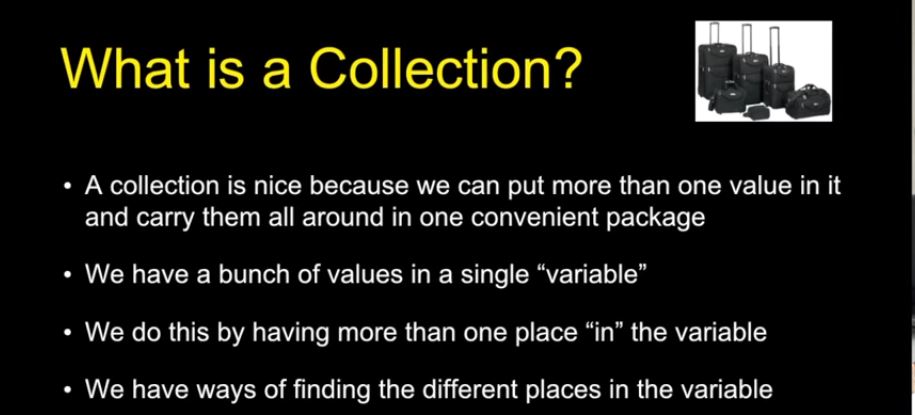 What is a Collection?
• A collection is nice because we can put more than one value in it
and carry them all around in one convenient package
• We have a bunch of values in a single “variable”
• We do this by having more than one place “in” the variable
• We have ways of finding the different places in the variable